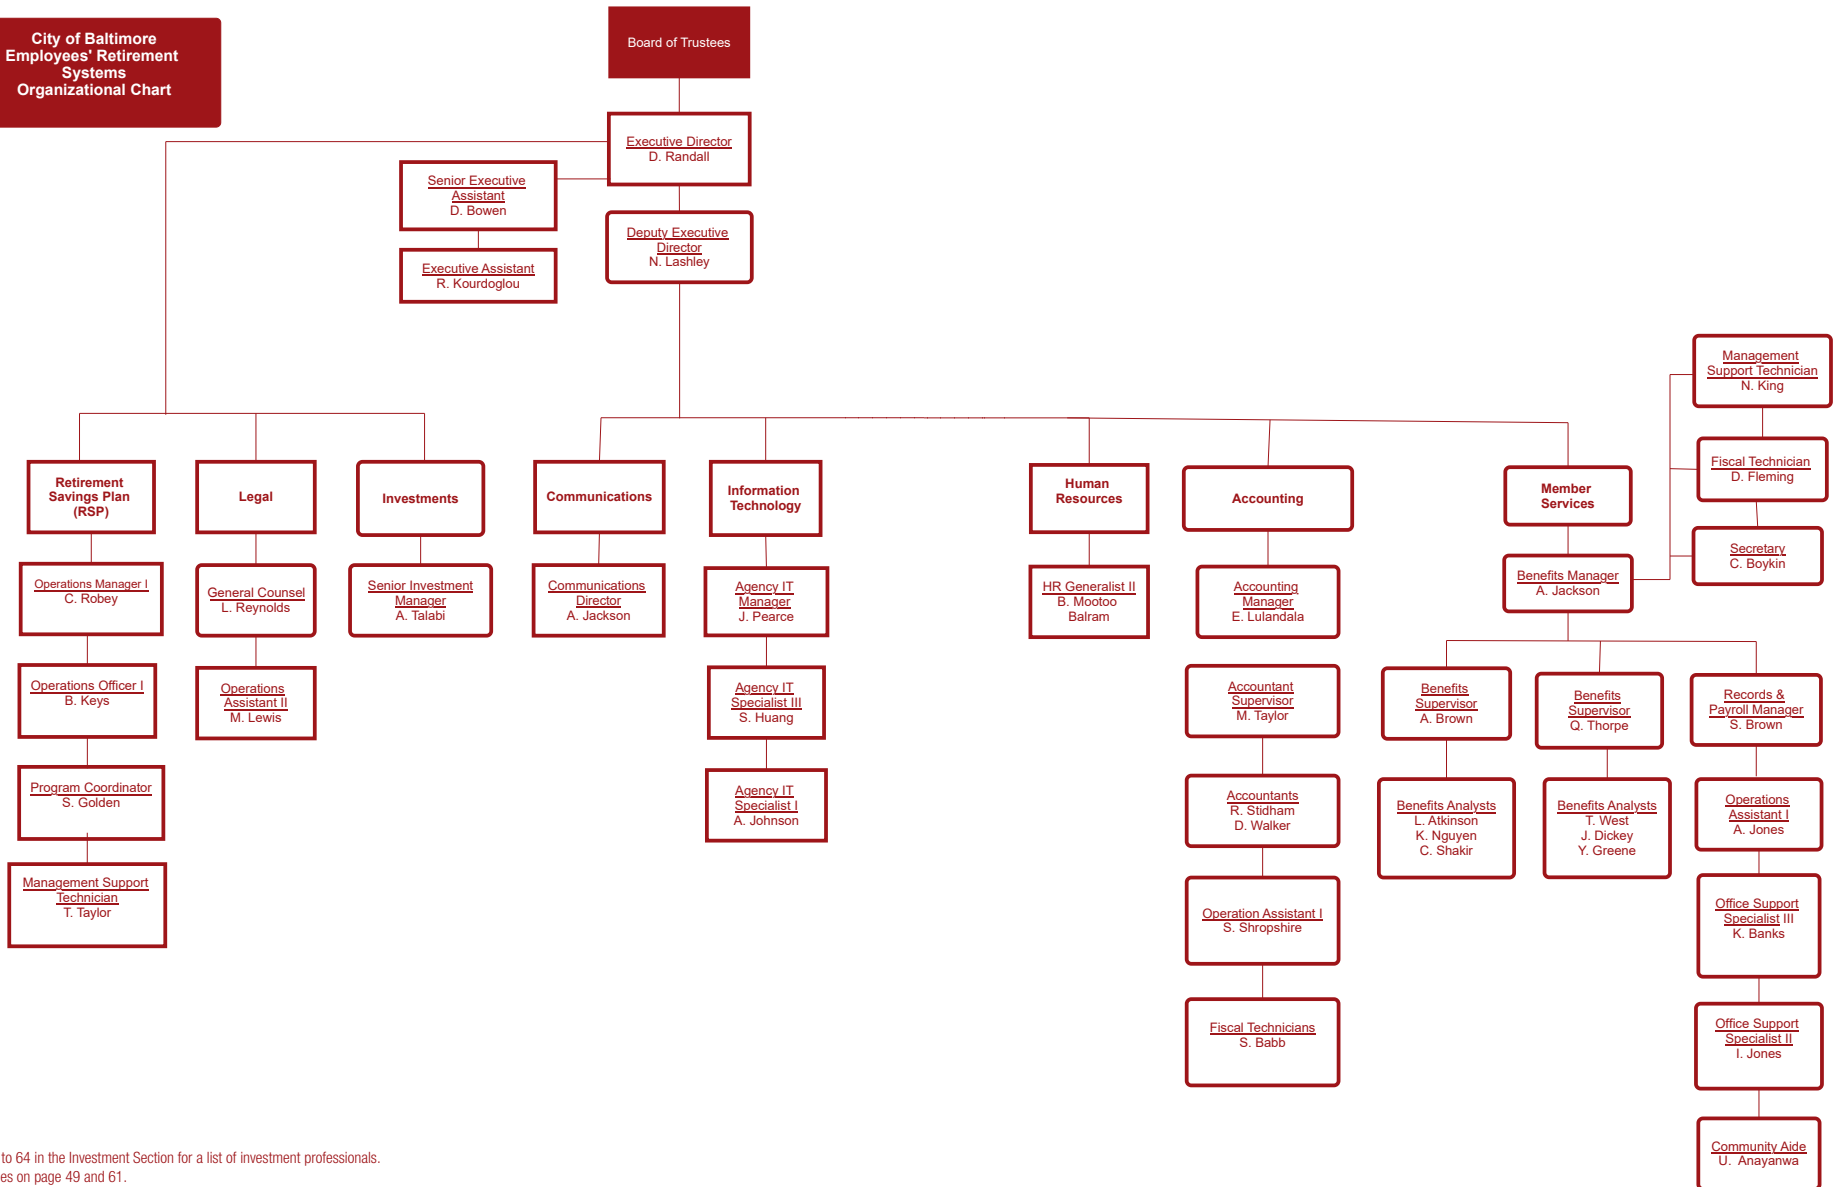 City of Baltimore
Employees' Retirement
Systems
Organizational Chart
Board of Trustees
Executive Director
D. Randall
Senior Executive
Assistant
D. Bowen
Executive Assistant
R. Kourdoglou
Deputy Executive
Director
N. Lashley
Retirement
Savings Plan
(RSP)
Operations Manager I
C. Robey
Operations Officer I
B. Keys
Program Coordinator
S. Golden
Management Support
Technician
T. Taylor
Legal
General Counsel
L. Reynolds
Operations
Assistant II
M. Lewis
Investments
Senior Investment
Manager
A. Talabi
Communications
Communications
Director
A. Jackson
Information
Technology
Agency IT
Manager
J. Pearce
Agency IT
Specialist III
S. Huang
Agency IT
Specialist I
A. Johnson
Human
Resources
HR Generalist II
B. Mootoo
Balram
Accounting
Accounting
Manager
E. Lulandala
Accountant
Supervisor
M. Taylor
Accountants
R. Stidham
D. Walker
Operation Assistant I
S. Shropshire
Fiscal Technicians
S. Babb
Member
Services
Benefits Manager
A. Jackson
Management
Support Technician
N. King
Fiscal Technician
D. Fleming
Secretary
C. Boykin
Benefits
Supervisor
A. Brown
Benefits Analysts
L. Atkinson
K. Nguyen
C. Shakir
Benefits
Supervisor
Q. Thorpe
Benefits Analysts
T. West
J. Dickey
Y. Greene
Records &
Payroll Manager
S. Brown
Operations
Assistant I
A. Jones
Office Support
Specialist III
K. Banks
Office Support
Specialist II
I. Jones
Community Aide
U. Anayanwa
to 64 in the Investment Section for a list of investment professionals.
es on page 49 and 61.